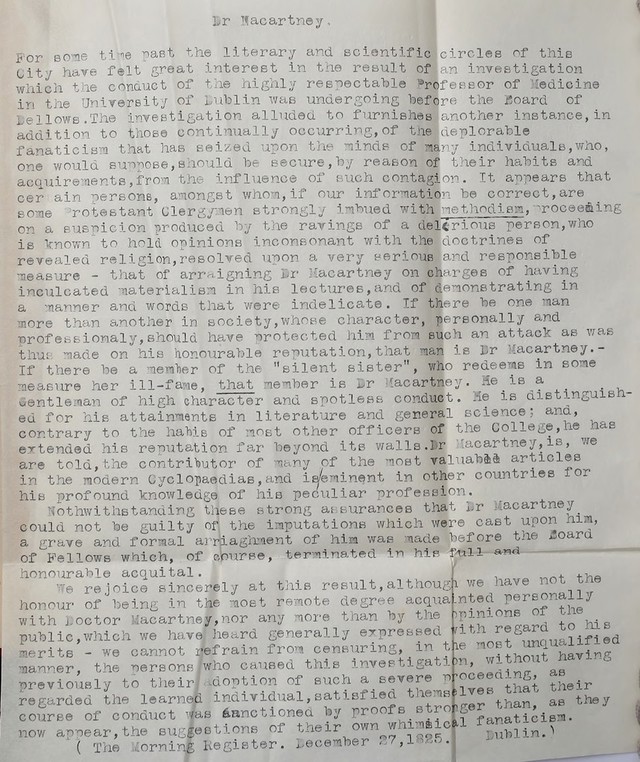 Dr Macartney.
For some time past the literary and scientific circles of this
City have felt great interest in the result of an investigation
which the conduct of the highly respectable Professor of Medicine
in the University of Dublin was undergoing before the Board of
Bellows.The investigation alluded to furnishes another instance,in
addition to those continually occurring,of the deplorable
fanaticism that has seized upon the minds of many individuals,who,
one would suppose,should be secure,by reason of their habits and
acquirements,from the influence of such contagion. It appears that
cer ain persons, amongst whom,if our information be correct,are
some Protestant Clergymen strongly imbued with methodism,proceeding
on a suspicion produced by the ravings of a delirious person,who
is known to hold opinions inconsonant with the doctrines of
revealed religion,resolved upon a very serious and responsible
measure - that of arraigning Dr Macartney on charges of having
inculcated materialism in his lectures,and of demonstrating in
a manner and words that were indelicate. If there be one man
more than another in society,whose character, personally and
professionaly,should have protected him from such an attack as was
thus made on his honourable reputation,that man is Dr Macartney.-
If there be a member of the "silent sister", who redeems in some
measure her ill-fame, that member is Dr Macartney. He is a
Gentleman of high character and spotless conduct. He is distinguish-
ed for his attainments in literature and general science; and,
contrary to the habis of most other officers of the College,he has
extended his reputation far beyond its walls.Dr Macartney,is, we
are told,the contributor of many of the most valuable articles
in the modern Cyclopaedias,and is/eminent in other countries for
his profound knowledge of his peculiar profession.
Nothwithstanding these strong assurances that Dr Macartney
could not be guilty of the imputations which were cast upon him,
a grave and formal arriaghment of him was made before the Board
of Fellows which, of course, terminated in his full and
honourable acquital.
We rejoice sincerely at this result,although we have not the
honour of being in the most remote degree acquainted personally
with Doctor Macartney,nor any more than by the opinions of the
public,which we have heard generally expressed with regard to his
merits - we cannot refrain from censuring, in the most unqualified
manner, the persons who caused this investigation, without having
previously to their adoption of such a severe proceeding, as
regarded the learned individual,satisfied themselves that their
course of conduct was sanctioned by proofs stronger than, as they
now appear,the suggestions of their own whimsical fanaticism.
( The Morning Register. December 27,1825. Dublin.)